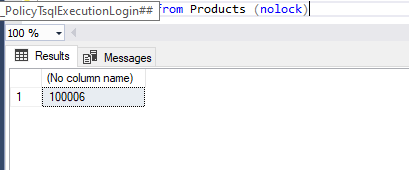 _PolicyTsqlExecutionLogin## from Products (nolock)
100 %
Results Messages
(No column name)
1 100006